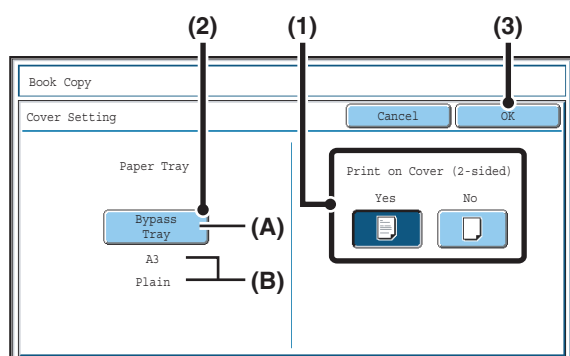 (2) (1) (3)
Book Copy
Cover Setting
Cancel
OK
Paper Tray
Print on Cover (2-sided)
Yes No
Bypass
Tray
(A)
A3
Plain
(B)